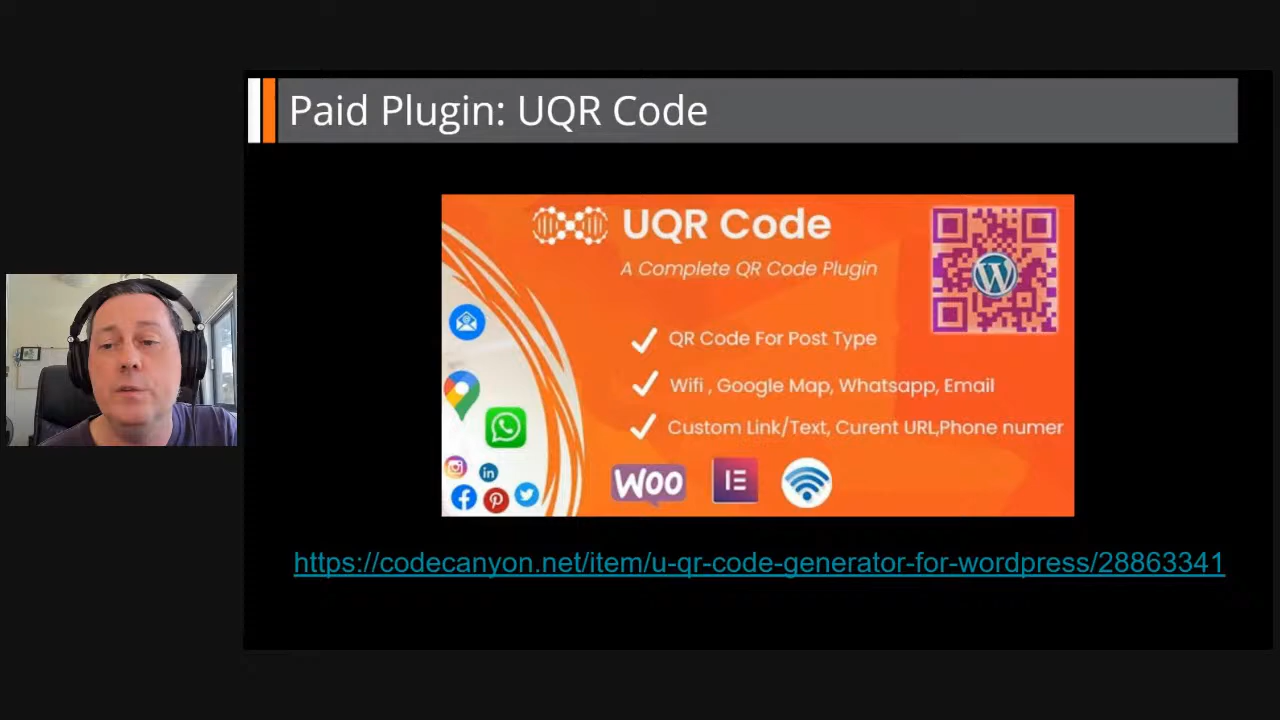 Paid Plugin: UQR Code
UQR Code
A Complete QR Code Plugin
QR Code For Post Type
Wifi , Google Map, Whatsapp, Email
Custom Link/Text, Curent URL,Phone numer
WOO
https://codecanyon.net/item/u-qr-code-generator-for-wordpress/28863341